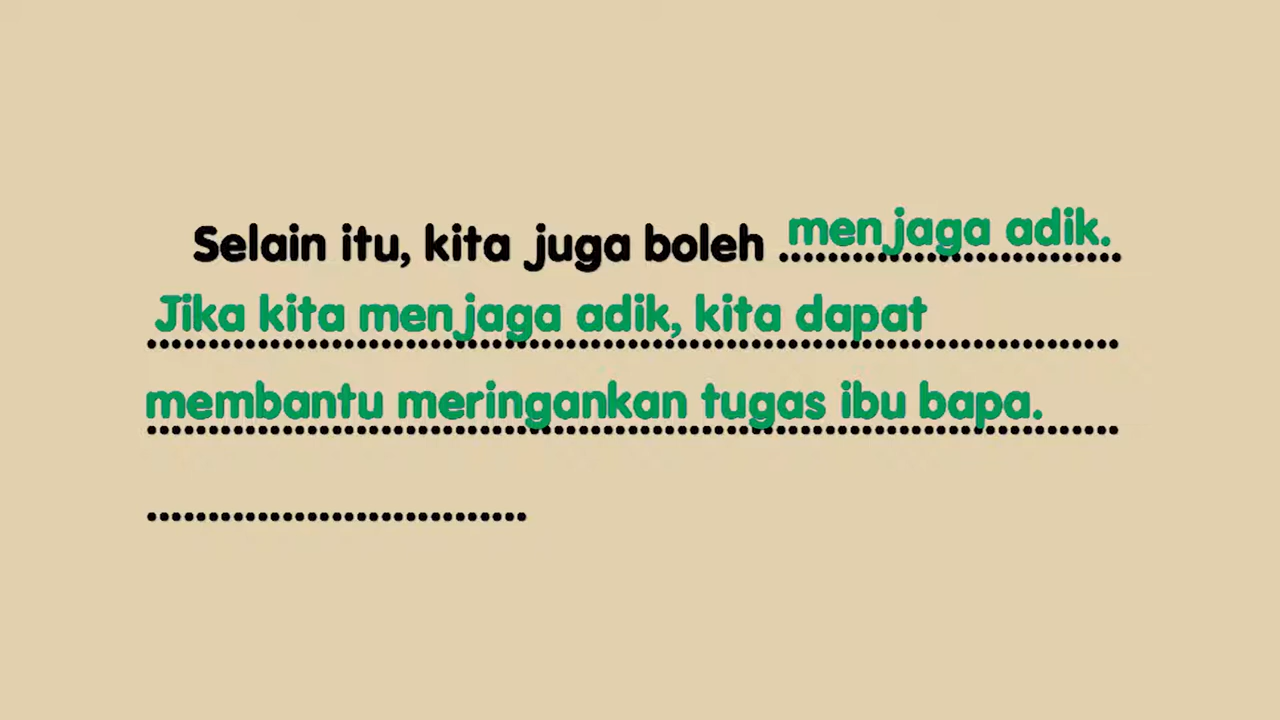 Selain itu, kita juga boleh menjaga adik.
Jika kita menjaga adik, kita dapat
membantu meringankan tugas ibu bapa.